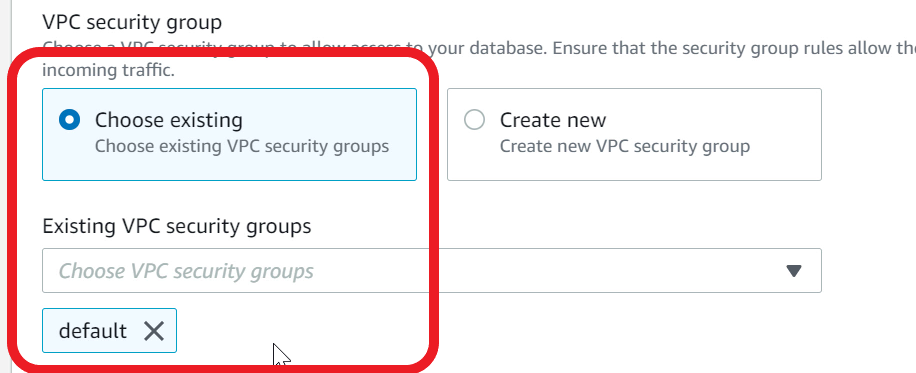 VPC security group
Choose a VPC security group to allow access to your database. Ensure that the security group rules allow the
incoming traffic.
Choose existing
Choose existing VPC security groups
Create new
Create new VPC security group
Existing VPC security groups
Choose VPC security groups
default